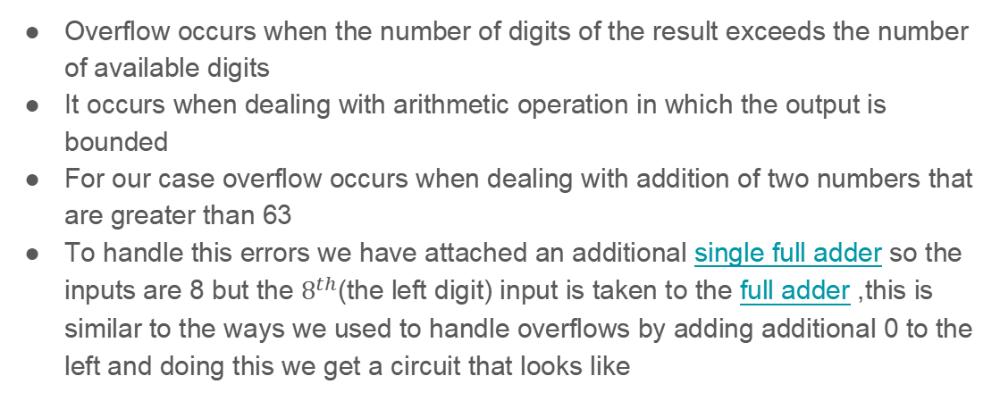 ● Overflow occurs when the number of digits of the result exceeds the number
of available digits
● It occurs when dealing with arithmetic operation in which the output is
bounded
● For our case overflow occurs when dealing with addition of two numbers that
are greater than 63
● To handle this errors we have attached an additional single full adder so the
inputs are 8 but the 8𝑡ℎ(the left digit) input is taken to the full adder ,this is
similar to the ways we used to handle overflows by adding additional 0 to the
left and doing this we get a circuit that looks like